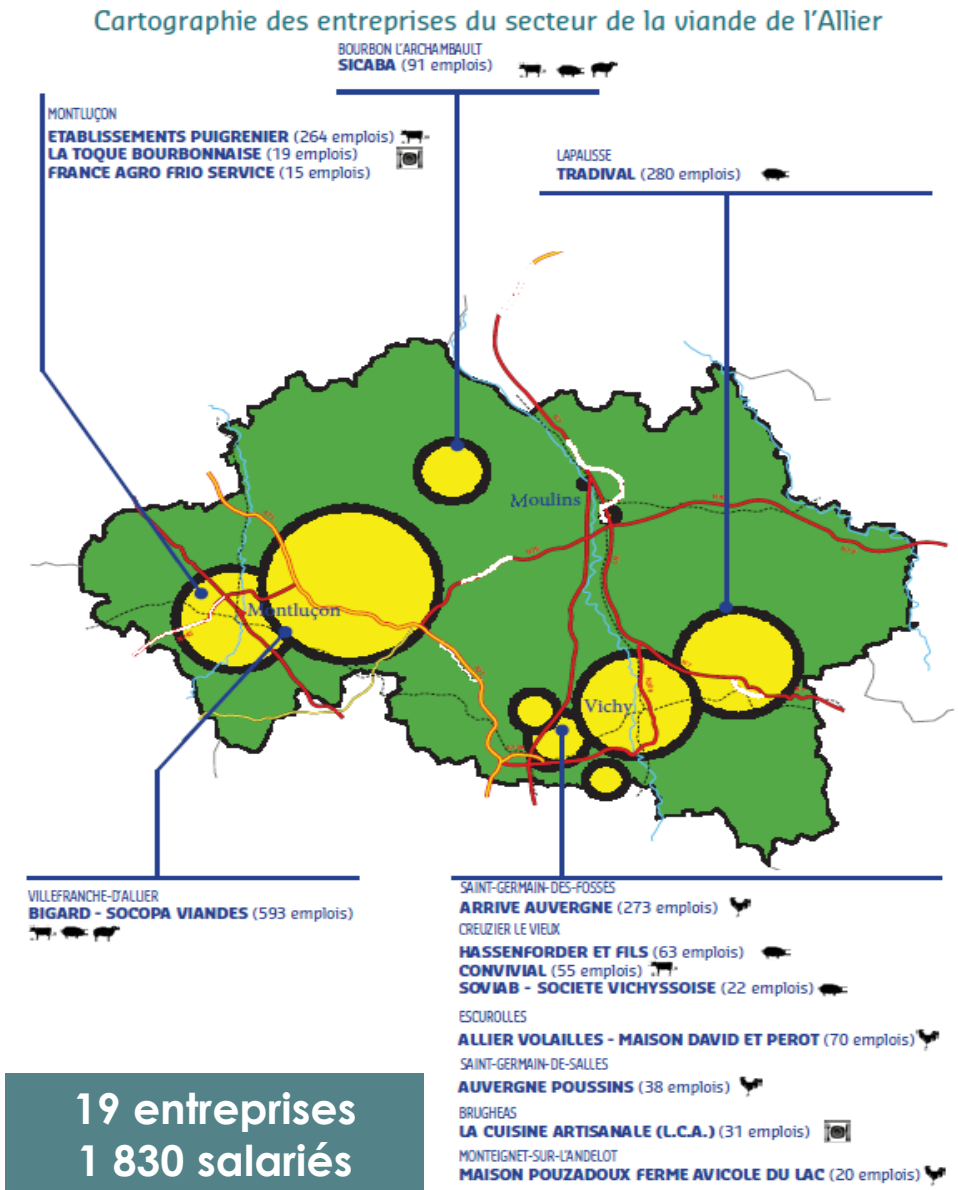 Cartographie des entreprises du secteur de la viande de l'Allier
BOURBON L'ARCHAMBAULT
SICABA (91 emplois)
MONTLUÇON
ETABLISSEMENTS PUIGRENIER (264 emplois)
LA TOQUE BOURBONNAISE (19 emplois)
FRANCE AGRO FRIO SERVICE (15 emplois)
LAPALISSE
TRADIVAL (280 emplois)
Moulins
Montluçon
Vichy
VILLEFRANCHE-D'ALLIER
BIGARD - SOCOPA VIANDES (593 emplois)
SAINT-GERMAIN-DES-FOSSÉS
ARRIVE AUVERGNE (273 emplois)
CREUZIER LE VIEUX
HASSENFORDER ET FILS (63 emplois)
CONVIVIAL (55 emplois)
SOVIAB - SOCIETE VICHYSSOISE (22 emplois)
ESCUROLLES
ALLIER VOLAILLES - MAISON DAVID ET PEROT (70 emplois)
SAINT-GERMAIN-DE-SALLES
AUVERGNE POUSSINS (38 emplois)
BRUGHEAS
LA CUISINE ARTISANALE (L.C.A.) (31 emplois)
MONTEIGNET-SUR-L'ANDELOT
MAISON POUZADOUX FERME AVICOLE DU LAC (20 emplois)
19 entreprises
1 830 salariés